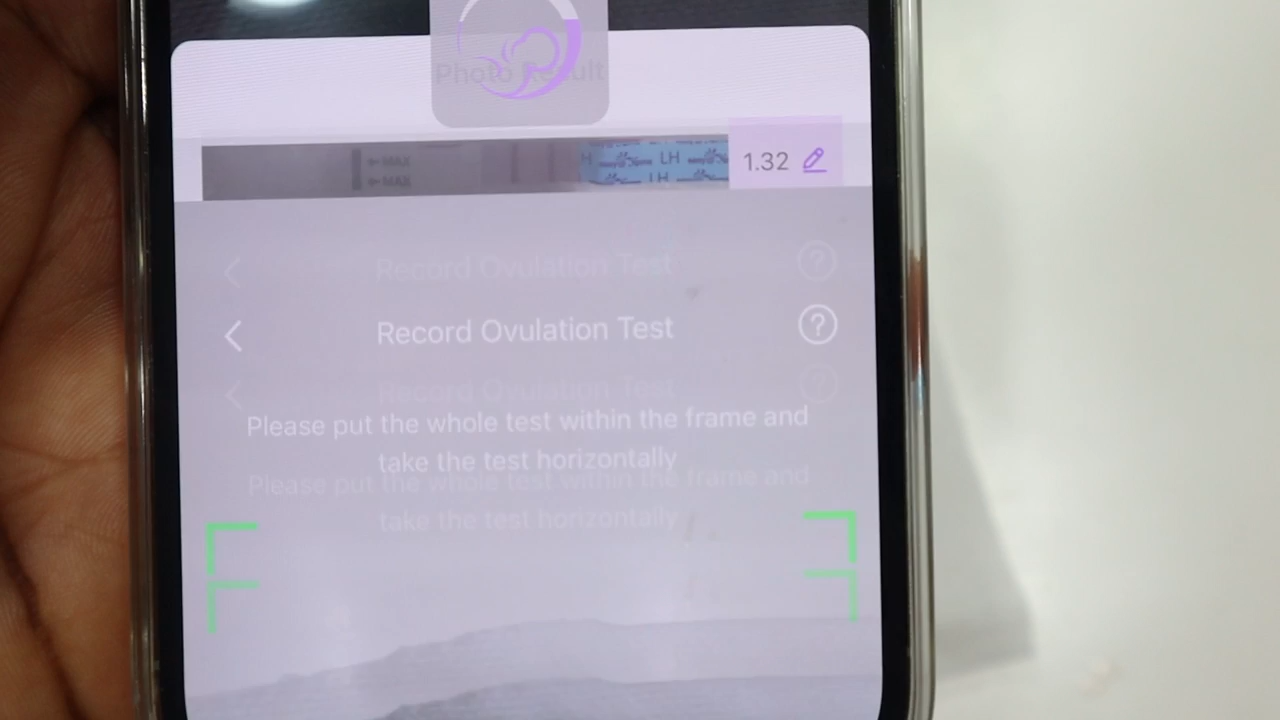 Photo Result
MAX
MAX
LH
LH
1.32
Record Ovulation Test
?
Record Ovulation Test
?
Record Ovulation Test
?
Please put the whole test within the frame and
take the test horizontally
Please put the whole test within the frame and
take the test horizontally